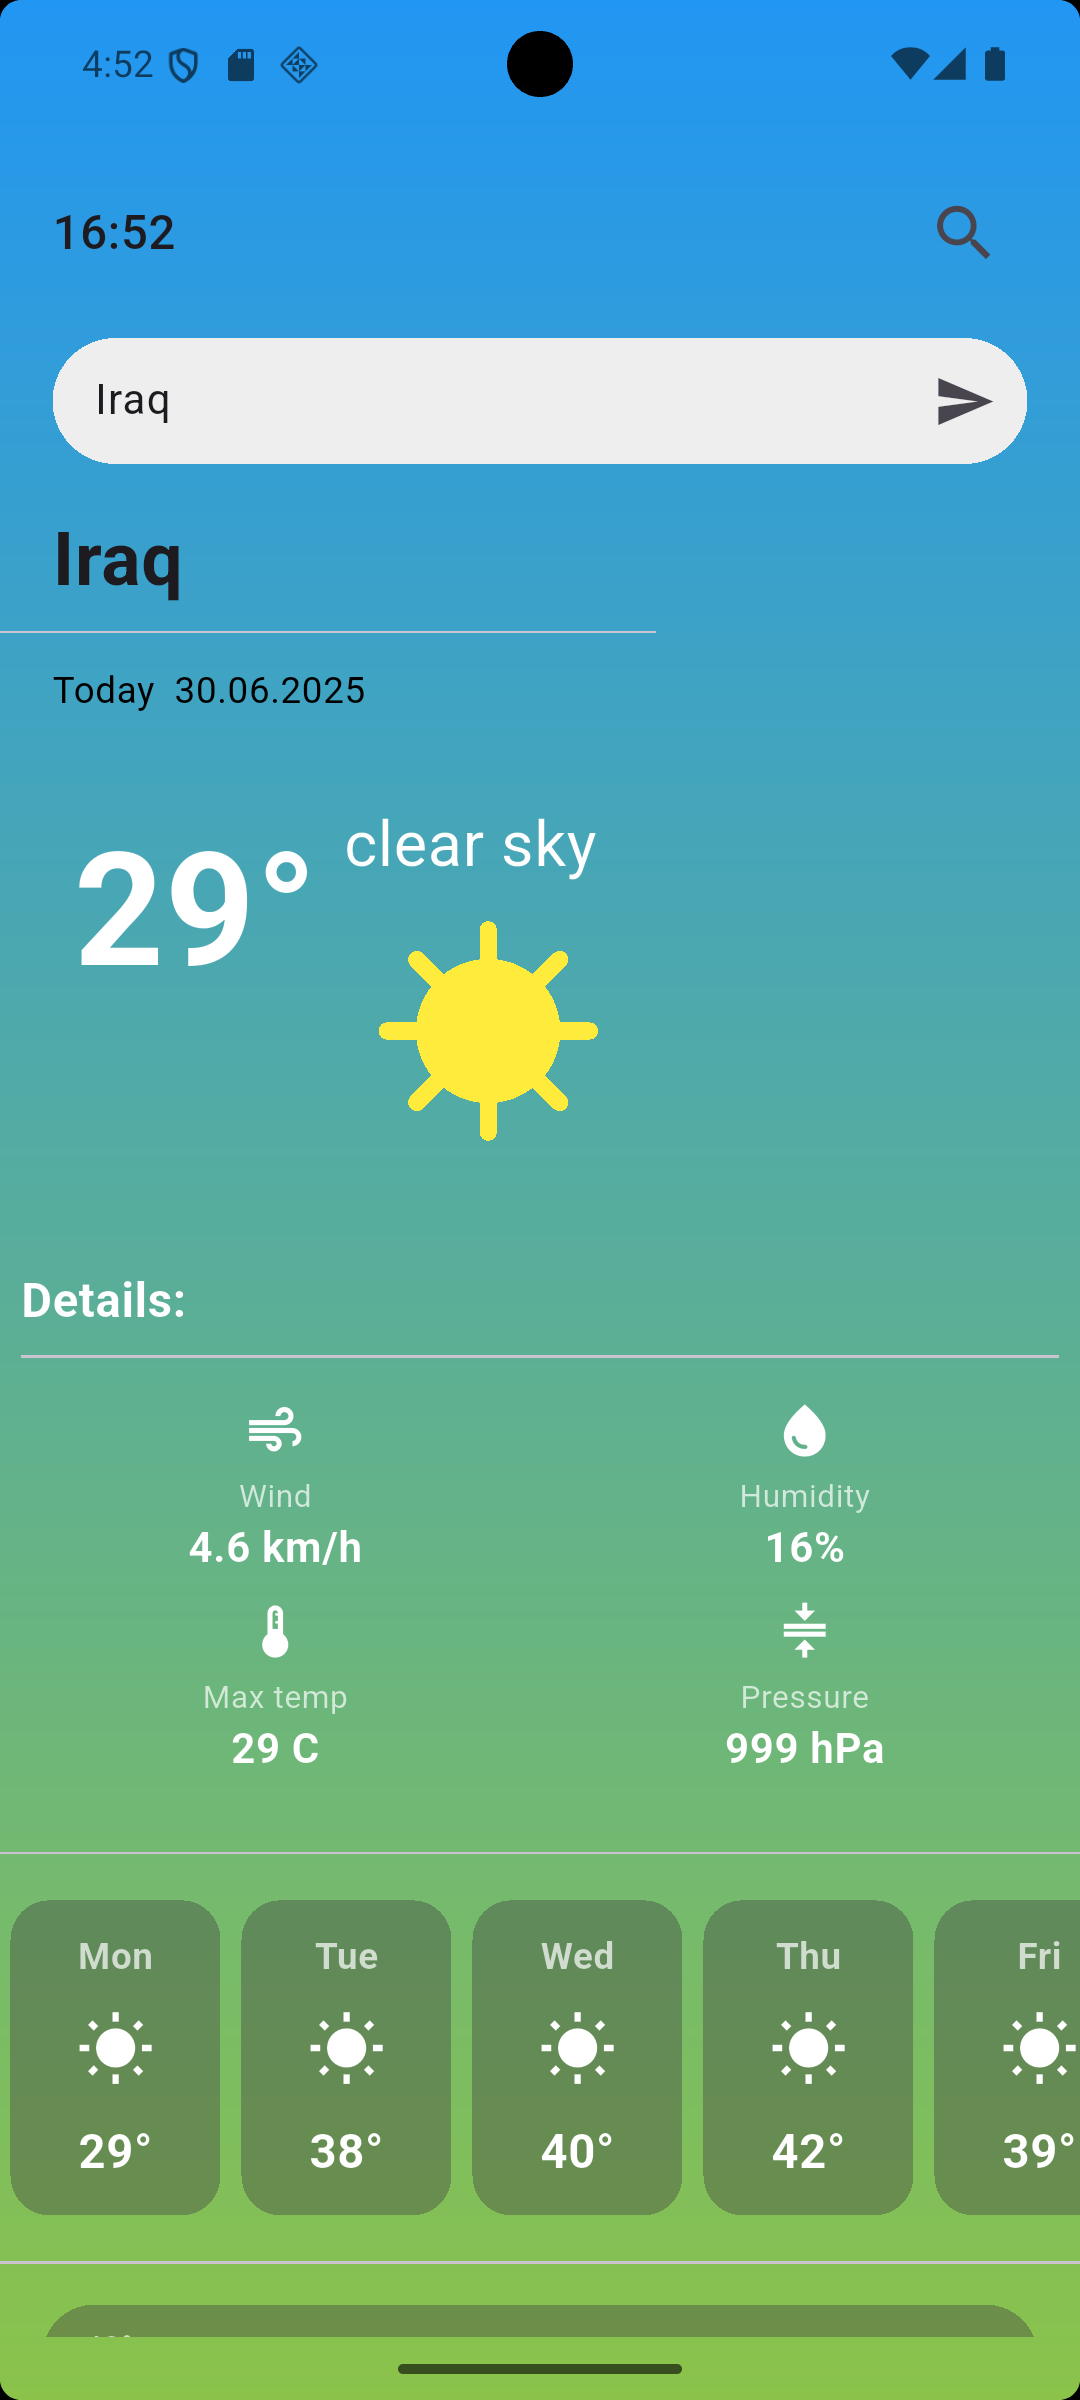 4:52
16:52
Iraq
Iraq
Today 30.06.2025
29°
clear sky
Details:
Wind
Humidity
4.6 km/h
16%
Max temp
Pressure
29 C
999 hPa
Mon
Tue
Wed
Thu
Fri
29°
38°
40°
42°
39°